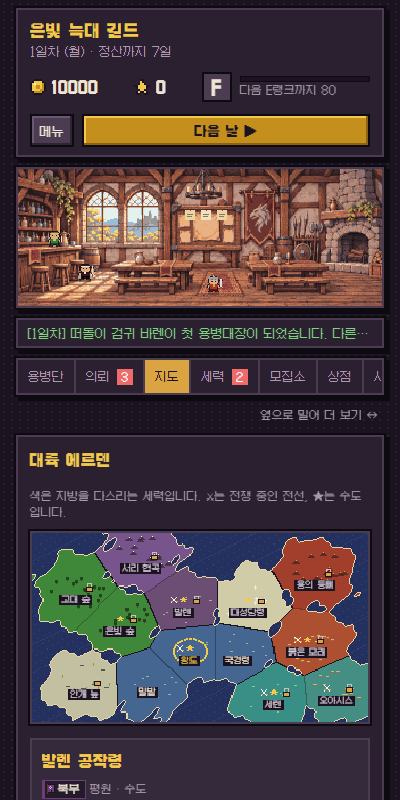 은빛 늑대 길드
1일차 (월) · 정산까지 7일
10000
0
F
다음 E랭크까지 80
메뉴
다음 날 ▶
[1일차] 떠돌이 검귀 바렌이 첫 용병대장이 되었습니다. 다른…
용병단
의뢰 3
지도
세력 2
모집소
상점
옆으로 밀어 더 보기 ↔
대륙 에르덴
색은 지방을 다스리는 세력입니다. ⚔는 전쟁 중인 전선, ★는 수도
입니다.
서리 협곡
고대 숲
발렌
대성당령
용의 둥뼈
은빛 숲
붉은 모래
황도
국경령
안개 늪
밀밭
세렌
오아시스
발렌 공작령
북부 평원 · 수도